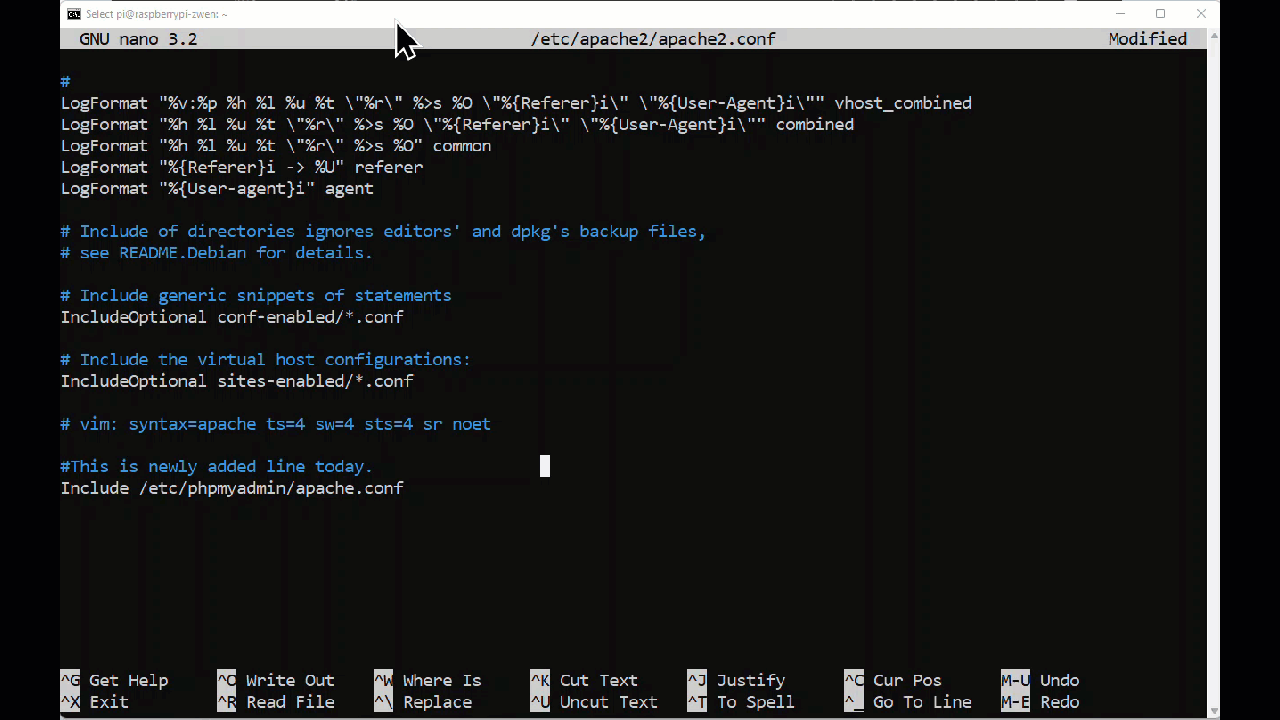 Select pi@raspberrypi-zwen: ~
GNU nano 3.2 /etc/apache2/apache2.conf Modified
#
LogFormat "%v:%p %h %l %u %t \"%r\" %>s %O \"%{Referer}i\" \"%{User-Agent}i\"" vhost_combined
LogFormat "%h %l %u %t \"%r\" %>s %O \"%{Referer}i\" \"%{User-Agent}i\"" combined
LogFormat "%h %l %u %t \"%r\" %>s %O" common
LogFormat "%{Referer}i -> %U" referer
LogFormat "%{User-agent}i" agent
# Include of directories ignores editors' and dpkg's backup files,
# see README.Debian for details.
# Include generic snippets of statements
IncludeOptional conf-enabled/*.conf
# Include the virtual host configurations:
IncludeOptional sites-enabled/*.conf
# vim: syntax=apache ts=4 sw=4 sts=4 sr noet
#This is newly added line today.
Include /etc/phpmyadmin/apache.conf
^G Get Help ^O Write Out ^W Where Is ^K Cut Text ^J Justify ^C Cur Pos M-U Undo
^X Exit ^R Read File ^\ Replace ^U Uncut Text ^T To Spell ^_ Go To Line M-E Redo